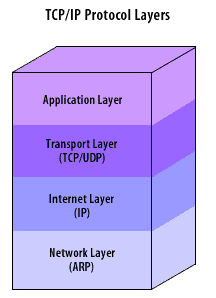 TCP/IP Protocol Layers
Application Layer
Transport Layer
(TCP/UDP)
Internet Layer
(IP)
Network Layer
(ARP)